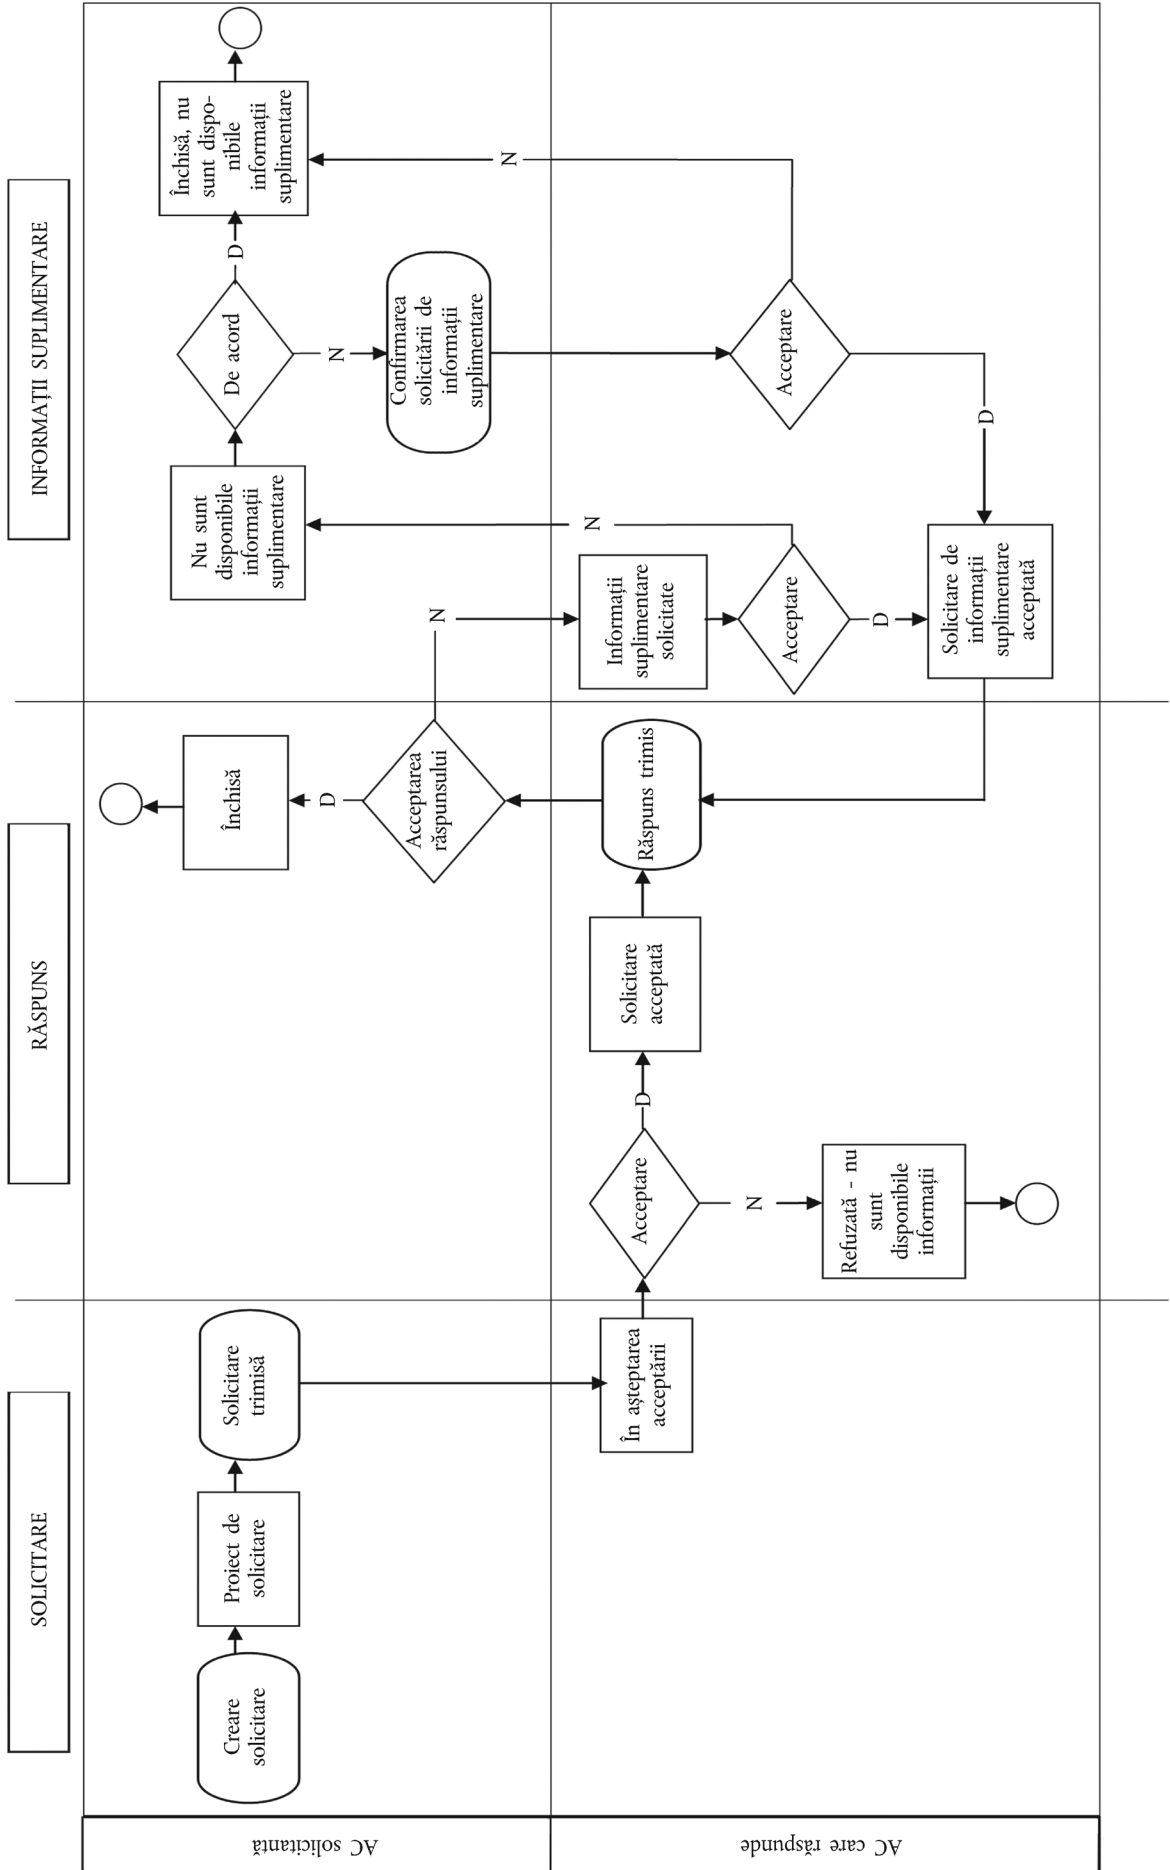 SOLICITARE
RĂSPUNS
INFORMAȚII SUPLIMENTARE
AC solicitantă
AC care răspunde
Creare
solicitare
Proiect de
solicitare
Solicitare
trimisă
În așteptarea
acceptării
Acceptare
D
N
Refuzată - nu
sunt
disponibile
informații
Solicitare
acceptată
Răspuns trimis
Acceptarea
răspunsului
D
Închisă
N
Informații
suplimentare
solicitate
Acceptare
D
N
Solicitare de
informații
suplimentare
acceptată
Nu sunt
disponibile
informații
suplimentare
De acord
D
N
Confirmarea
solicitării de
informații
suplimentare
Acceptare
D
N
Închisă, nu
sunt dispo-
nibile
informații
suplimentare